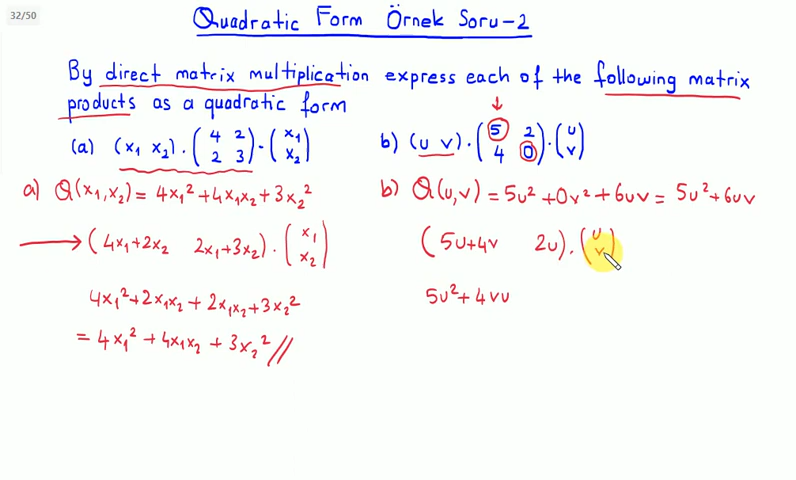 32/50
Quadratic Form Örnek Soru-2
By direct matrix multiplication express each of the following matrix
products as a quadratic form
(a) (x₁ x₂) · (4 2
2 3) · (x₁
x₂)
b) (u v) · (5 2
4 0) · (u
v)
a) Q(x₁,x₂) = 4x₁² + 4x₁x₂ + 3x₂²
→ (4x₁+2x₂ 2x₁+3x₂) · (x₁
x₂)
4x₁² + 2x₁x₂ + 2x₁x₂ + 3x₂²
= 4x₁² + 4x₁x₂ + 3x₂² //
b) Q(u,v) = 5u² + 0v² + 6uv = 5u² + 6uv
(5u+4v 2u) · (u
v)
5u² + 4vu